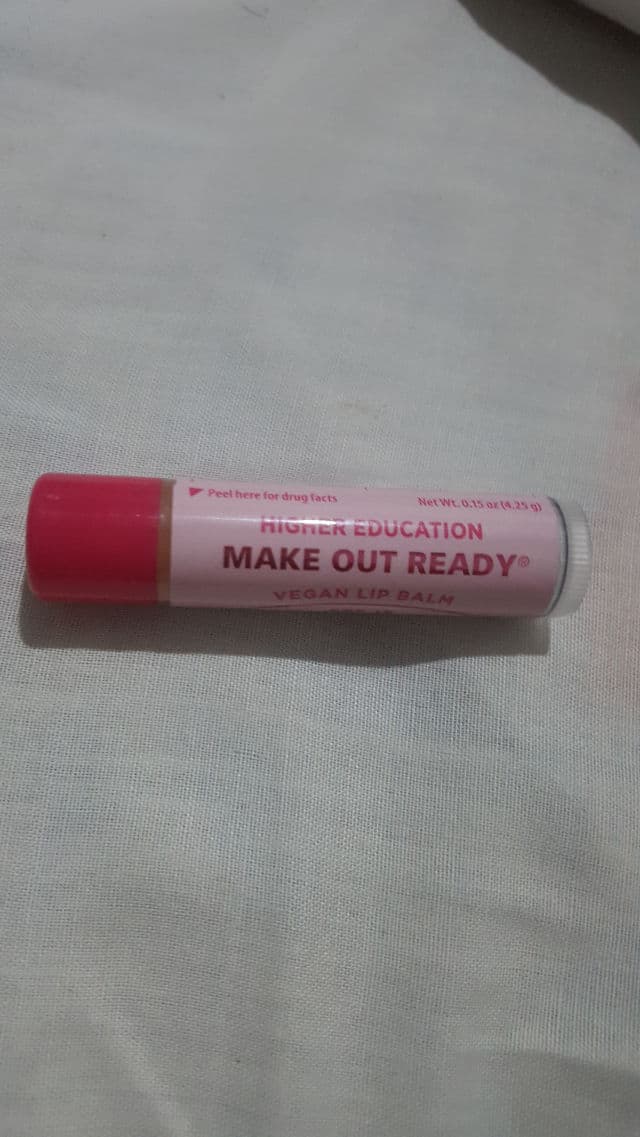 Peel here for drug facts
Net Wt. 0.15 oz (4.25 g)
HIGHER EDUCATION
MAKE OUT READY®
VEGAN LIP BALM